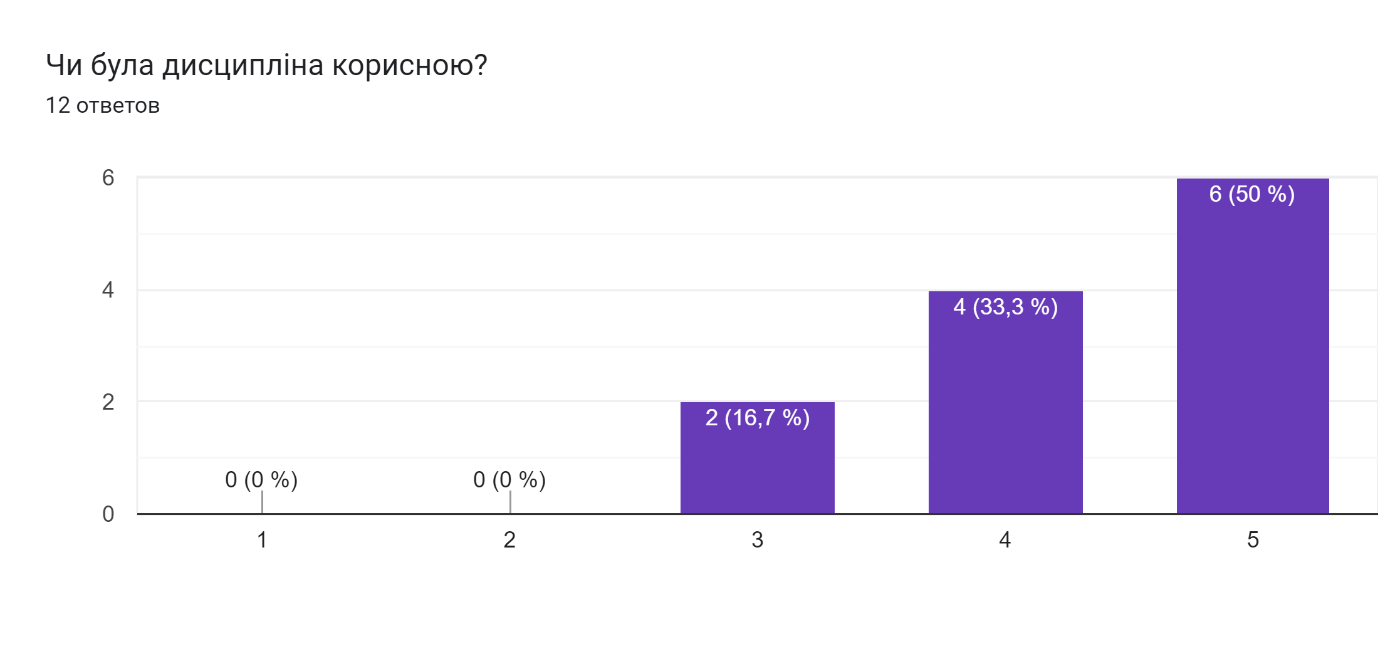 Чи була дисципліна корисною?
12 ответов
6
6 (50 %)
4
4 (33,3 %)
2
2 (16,7 %)
0 (0 %)
0 (0 %)
0
1
2
3
4
5